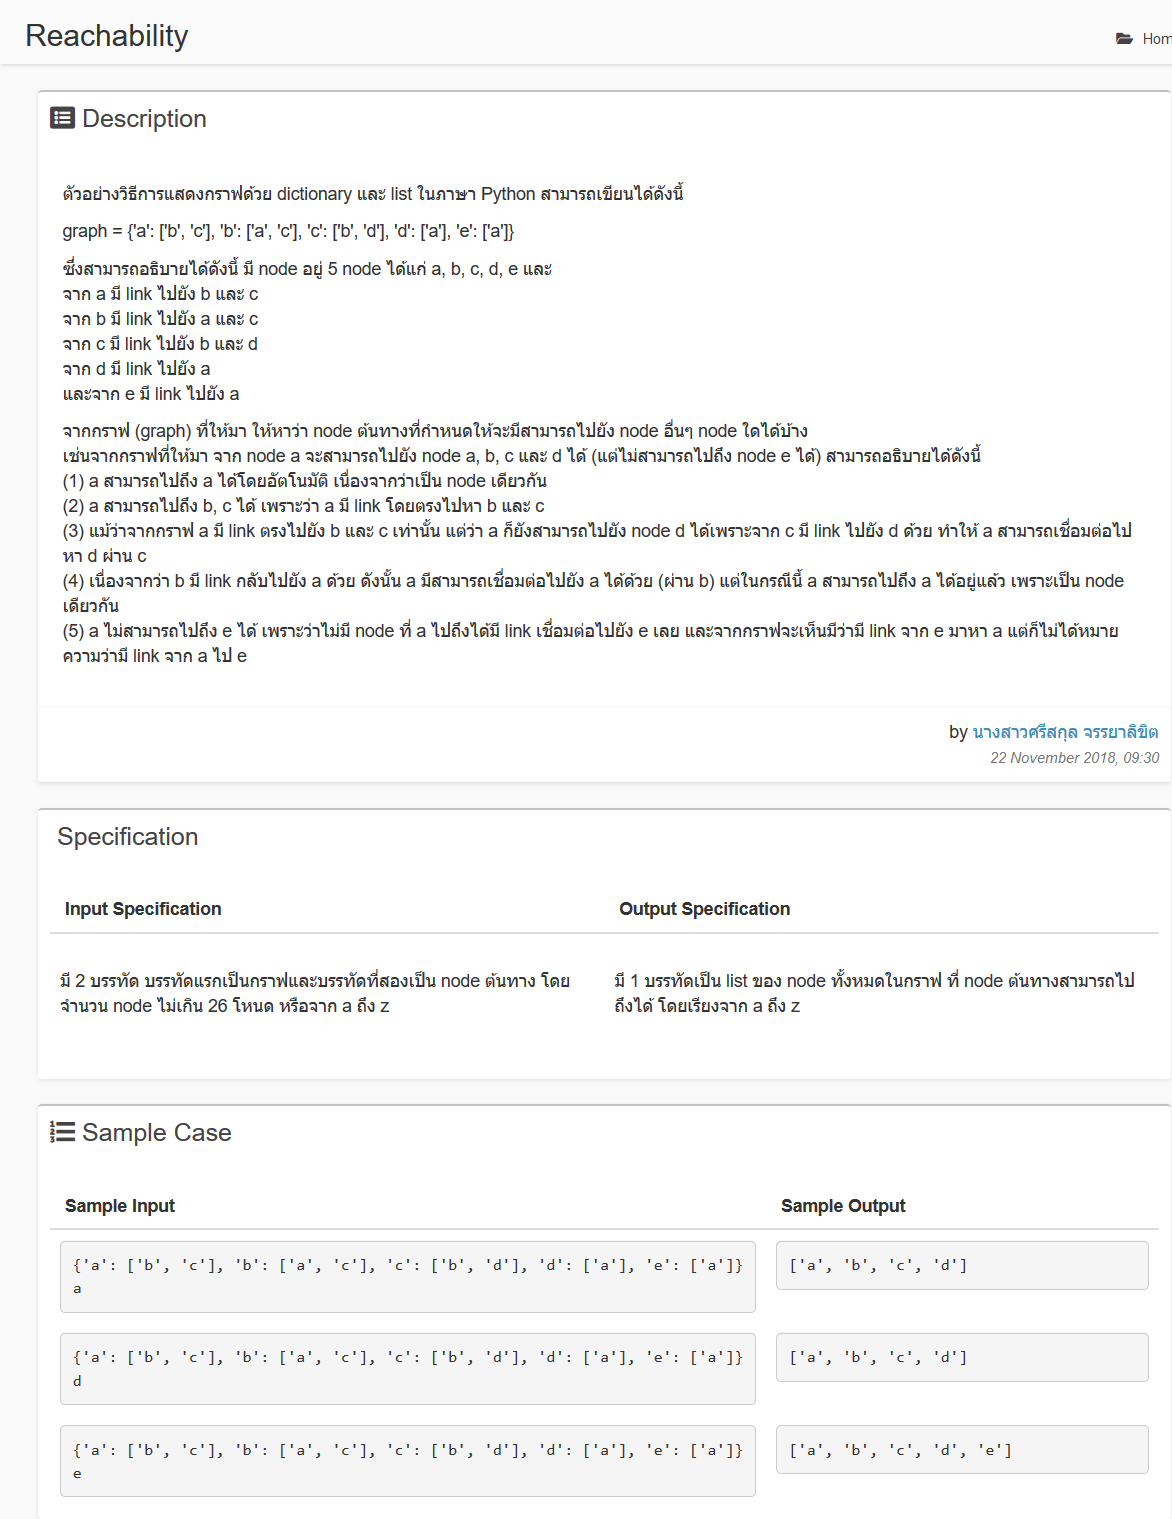 Reachability
Hom
Description
ตัวอย่างวิธีการแสดงกราฟด้วย dictionary และ list ในภาษา Python สามารถเขียนได้ดังนี้
graph = {'a': ['b', 'c'], 'b': ['a', 'c'], 'c': ['b', 'd'], 'd': ['a'], 'e': ['a']}
ซึ่งสามารถอธิบายได้ดังนี้ มี node อยู่ 5 node ได้แก่ a, b, c, d, e และ
จาก a มี link ไปยัง b และ c
จาก b มี link ไปยัง a และ c
จาก c มี link ไปยัง b และ d
จาก d มี link ไปยัง a
และจาก e มี link ไปยัง a
จากกราฟ (graph) ที่ให้มา ให้หาว่า node ต้นทางที่กำหนดให้จะมีสามารถไปยัง node อื่นๆ node ใดได้บ้าง
เช่นจากกราฟที่ให้มา จาก node a จะสามารถไปยัง node a, b, c และ d ได้ (แต่ไม่สามารถไปถึง node e ได้) สามารถอธิบายได้ดังนี้
(1) a สามารถไปถึง a ได้โดยอัตโนมัติ เนื่องจากว่าเป็น node เดียวกัน
(2) a สามารถไปถึง b, c ได้ เพราะว่า a มี link โดยตรงไปหา b และ c
(3) แม้ว่าจากกราฟ a มี link ตรงไปยัง b และ c เท่านั้น แต่ว่า a ก็ยังสามารถไปยัง node d ได้เพราะจาก c มี link ไปยัง d ด้วย ทำให้ a สามารถเชื่อมต่อไป
หา d ผ่าน c
(4) เนื่องจากว่า b มี link กลับไปยัง a ด้วย ดังนั้น a มีสามารถเชื่อมต่อไปยัง a ได้ด้วย (ผ่าน b) แต่ในกรณีนี้ a สามารถไปถึง a ได้อยู่แล้ว เพราะเป็น node
เดียวกัน
(5) a ไม่สามารถไปถึง e ได้ เพราะว่าไม่มี node ที่ a ไปถึงได้มี link เชื่อมต่อไปยัง e เลย และจากกราฟจะเห็นมีว่ามี link จาก e มาหา a แต่ก็ไม่ได้หมาย
ความว่ามี link จาก a ไป e
by นางสาวศรีสกุล จรรยาลิขิต
22 November 2018, 09:30
Specification
Input Specification
Output Specification
มี 2 บรรทัด บรรทัดแรกเป็นกราฟและบรรทัดที่สองเป็น node ต้นทาง โดย
จำนวน node ไม่เกิน 26 โหนด หรือจาก a ถึง z
มี 1 บรรทัดเป็น list ของ node ทั้งหมดในกราฟ ที่ node ต้นทางสามารถไป
ถึงได้ โดยเรียงจาก a ถึง z
Sample Case
Sample Input
Sample Output
{'a': ['b', 'c'], 'b': ['a', 'c'], 'c': ['b', 'd'], 'd': ['a'], 'e': ['a']}
a
['a', 'b', 'c', 'd']
{'a': ['b', 'c'], 'b': ['a', 'c'], 'c': ['b', 'd'], 'd': ['a'], 'e': ['a']}
d
['a', 'b', 'c', 'd']
{'a': ['b', 'c'], 'b': ['a', 'c'], 'c': ['b', 'd'], 'd': ['a'], 'e': ['a']}
e
['a', 'b', 'c', 'd', 'e']